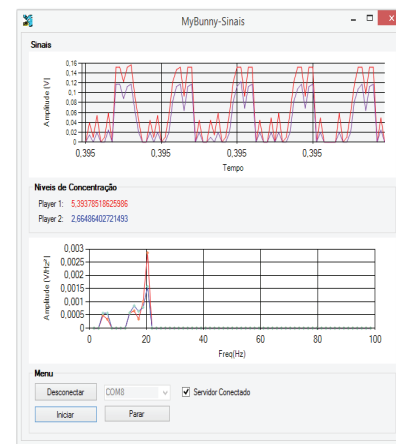 MyBunny-Sinais
Sinais
Amplitude [V]
0,16
0,14
0,12
0,1
0,08
0,06
0,04
0,02
0
0,395 0,395 0,395 0,395
Tempo
Niveis de Concentração
Player 1: 5,39378518625986
Player 2: 2,66486402721493
Amplitude [V/Hz²]
0,003
0,0025
0,002
0,0015
0,001
0,0005
0
0 20 40 60 80 100
Freq(Hz)
Menu
Desconectar COM8 Servidor Conectado
Iniciar Parar